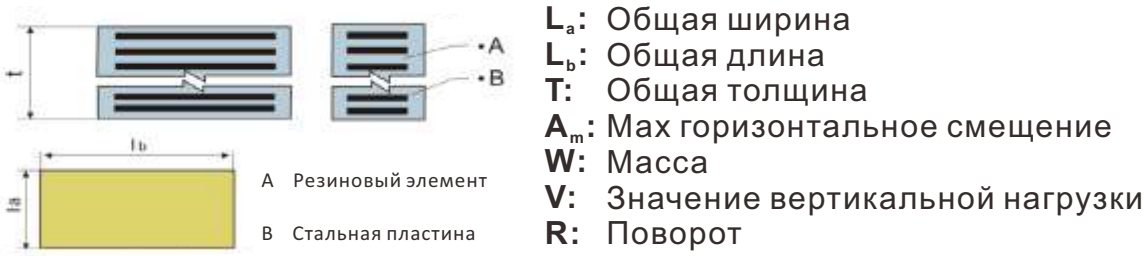 t
•A
•B
lb
la
A Резиновый элемент
B Стальная пластина
La: Общая ширина
Lb: Общая длина
T: Общая толщина
Am: Max горизонтальное смещение
W: Масса
V: Значение вертикальной нагрузки
R: Поворот